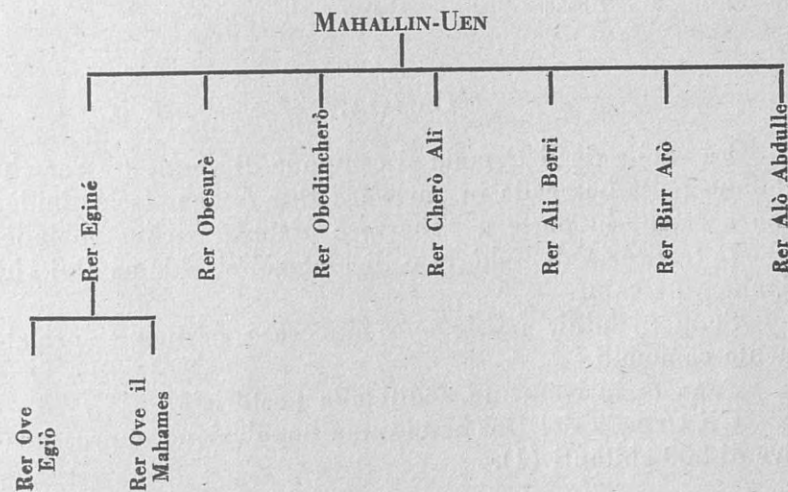 MAHALLIN-UEN
Rer Eginé
Rer Obesurè
Rer Obedincherò
Rer Cherò Alì
Rer Ali Berri
Rer Birr Arò
Rer Alò Abdulle
Rer Ove
Egiò
Rer Ove il
Mahames